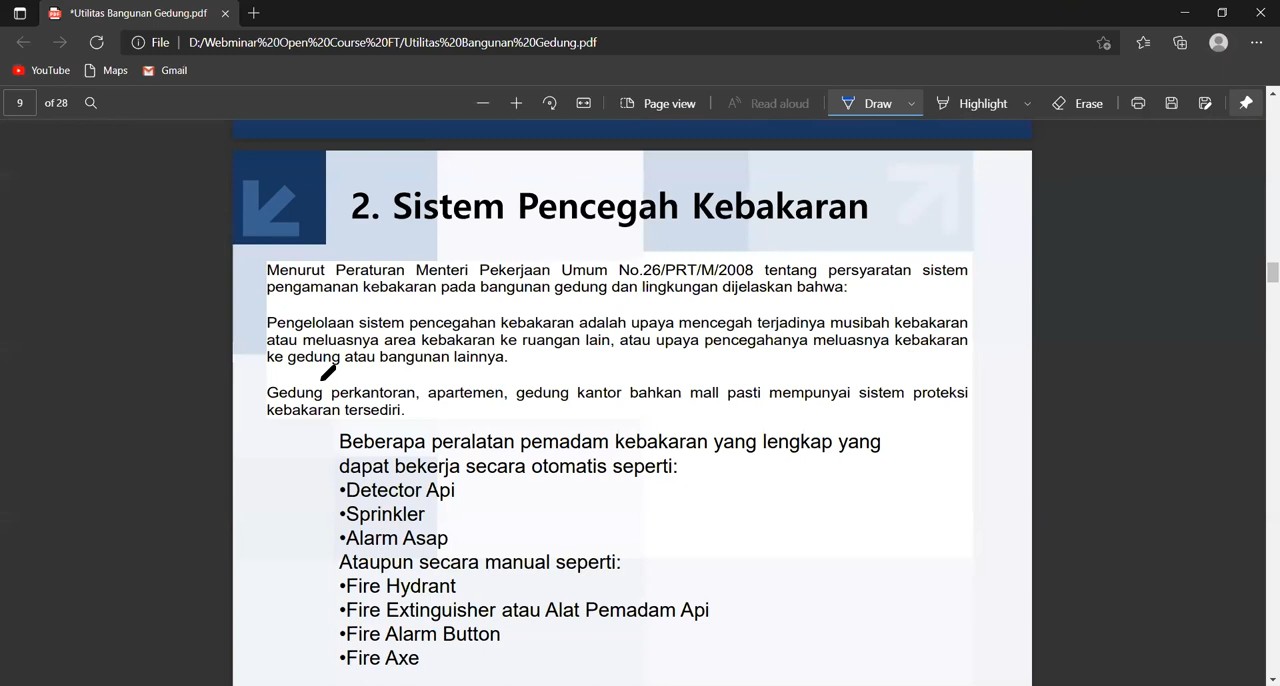 *Utilitas Bangunan Gedung.pdf
File D:/Webminar%20Open%20Course%20FT/Utilitas%20Bangunan%20Gedung.pdf
YouTube Maps Gmail
9 of 28 Page view Read aloud Draw Highlight Erase
2. Sistem Pencegah Kebakaran
Menurut Peraturan Menteri Pekerjaan Umum No.26/PRT/M/2008 tentang persyaratan sistem
pengamanan kebakaran pada bangunan gedung dan lingkungan dijelaskan bahwa:
Pengelolaan sistem pencegahan kebakaran adalah upaya mencegah terjadinya musibah kebakaran
atau meluasnya area kebakaran ke ruangan lain, atau upaya pencegahanya meluasnya kebakaran
ke gedung atau bangunan lainnya.
Gedung perkantoran, apartemen, gedung kantor bahkan mall pasti mempunyai sistem proteksi
kebakaran tersediri.
Beberapa peralatan pemadam kebakaran yang lengkap yang
dapat bekerja secara otomatis seperti:
•Detector Api
•Sprinkler
•Alarm Asap
Ataupun secara manual seperti:
•Fire Hydrant
•Fire Extinguisher atau Alat Pemadam Api
•Fire Alarm Button
•Fire Axe